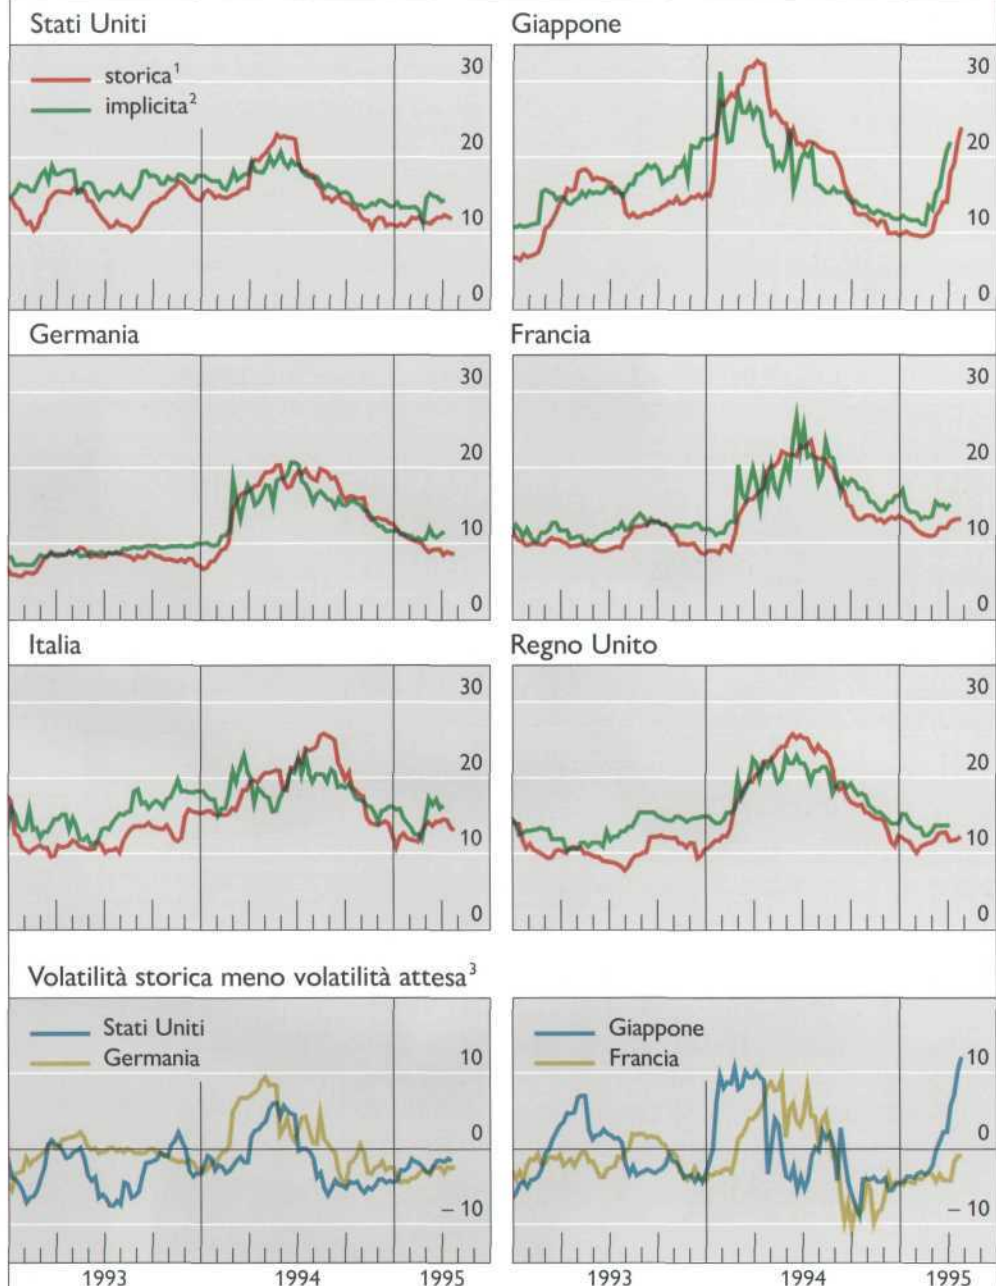 Stati Uniti
storica¹
implicita²
30
20
10
0
Giappone
30
20
10
0
Germania
30
20
10
0
Francia
30
20
10
0
Italia
30
20
10
0
Regno Unito
30
20
10
0
Volatilità storica meno volatilità attesa³
Stati Uniti
Germania
10
0
– 10
1993 1994 1995
Giappone
Francia
10
0
– 10
1993 1994 1995